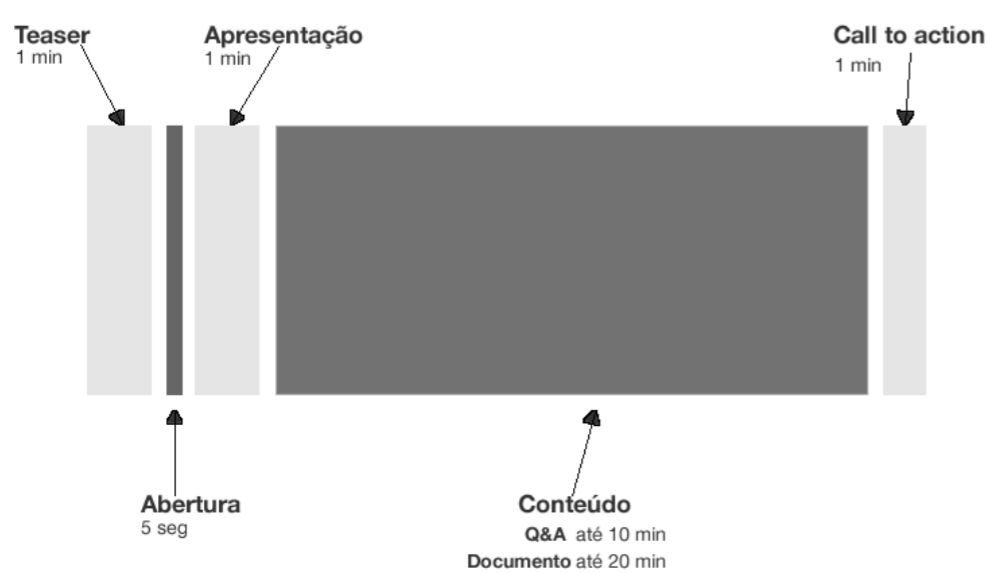 Teaser
1 min
Apresentação
1 min
Call to action
1 min
Abertura
5 seg
Conteúdo
Q&A até 10 min
Documento até 20 min